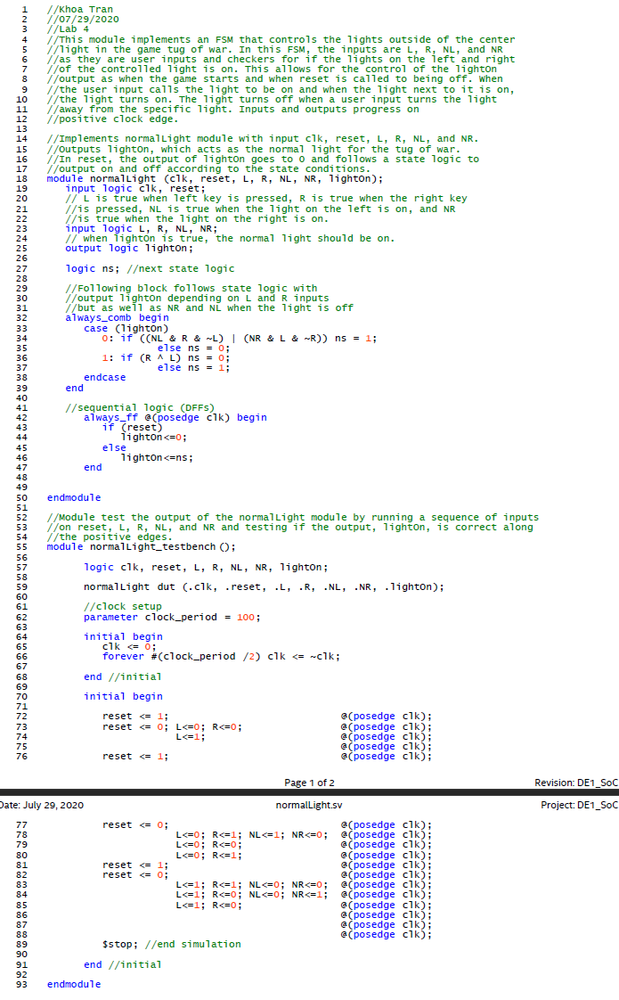 1 //Khoa Tran
2 //07/29/2020
3 //Lab 4
4 //This module implements an FSM that controls the lights outside of the center
5 //light in the game tug of war. In this FSM, the inputs are L, R, NL, and NR
6 //as they are user inputs and checkers for if the lights on the left and right
7 //of the controlled light is on. This allows for the control of the lightOn
8 //output as when the game starts and when reset is called to being off. When
9 //the user input calls the light to be on and when the light next to it is on,
10 //the light turns on. The light turns off when a user input turns the light
11 //away from the specific light. Inputs and outputs progress on
12 //positive clock edge.
13
14 //Implements normalLight module with input clk, reset, L, R, NL, and NR.
15 //Outputs lightOn, which acts as the normal light for the tug of war.
16 //In reset, the output of lightOn goes to 0 and follows a state logic to
17 //output on and off according to the state conditions.
18 module normalLight (clk, reset, L, R, NL, NR, lightOn);
19 input logic clk, reset;
20 // L is true when left key is pressed, R is true when the right key
21 //is pressed, NL is true when the light on the left is on, and NR
22 //is true when the light on the right is on.
23 input logic L, R, NL, NR;
24 // when lightOn is true, the normal light should be on.
25 output logic lightOn;
26
27 logic ns; //next state logic
28
29 //Following block follows state logic with
30 //output lightOn depending on L and R inputs
31 //but as well as NR and NL when the light is off
32 always_comb begin
33 case (lightOn)
34 0: if ((NL & R & ~L) | (NR & L & ~R)) ns = 1;
35 else ns = 0;
36 1: if (R ^ L) ns = 0;
37 else ns = 1;
38 endcase
39 end
40
41 //sequential logic (DFFs)
42 always_ff @(posedge clk) begin
43 if (reset)
44 lightOn<=0;
45 else
46 lightOn<=ns;
47 end
48
49
50 endmodule
51
52 //Module test the output of the normalLight module by running a sequence of inputs
53 //on reset, L, R, NL, and NR and testing if the output, lightOn, is correct along
54 //the positive edges.
55 module normalLight_testbench ();
56
57 logic clk, reset, L, R, NL, NR, lightOn;
58
59 normalLight dut (.clk, .reset, .L, .R, .NL, .NR, .lightOn);
60
61 //clock setup
62 parameter clock_period = 100;
63
64 initial begin
65 clk <= 0;
66 forever #(clock_period /2) clk <= ~clk;
67
68 end //initial
69
70 initial begin
71
72 reset <= 1; @(posedge clk);
73 reset <= 0; L<=0; R<=0; @(posedge clk);
74 L<=1; @(posedge clk);
75 @(posedge clk);
76 reset <= 1; @(posedge clk);
Page 1 of 2 Revision: DE1_SoC
Date: July 29, 2020 normalLight.sv Project: DE1_SoC
77 reset <= 0; @(posedge clk);
78 L<=0; R<=1; NL<=1; NR<=0; @(posedge clk);
79 L<=0; R<=0; @(posedge clk);
80 L<=0; R<=1; @(posedge clk);
81 reset <= 1; @(posedge clk);
82 reset <= 0; @(posedge clk);
83 L<=1; R<=1; NL<=0; NR<=0; @(posedge clk);
84 L<=1; R<=0; NL<=0; NR<=1; @(posedge clk);
85 L<=1; R<=0; @(posedge clk);
86 @(posedge clk);
87 @(posedge clk);
88 @(posedge clk);
89 $stop; //end simulation
90
91 end //initial
92
93 endmodule